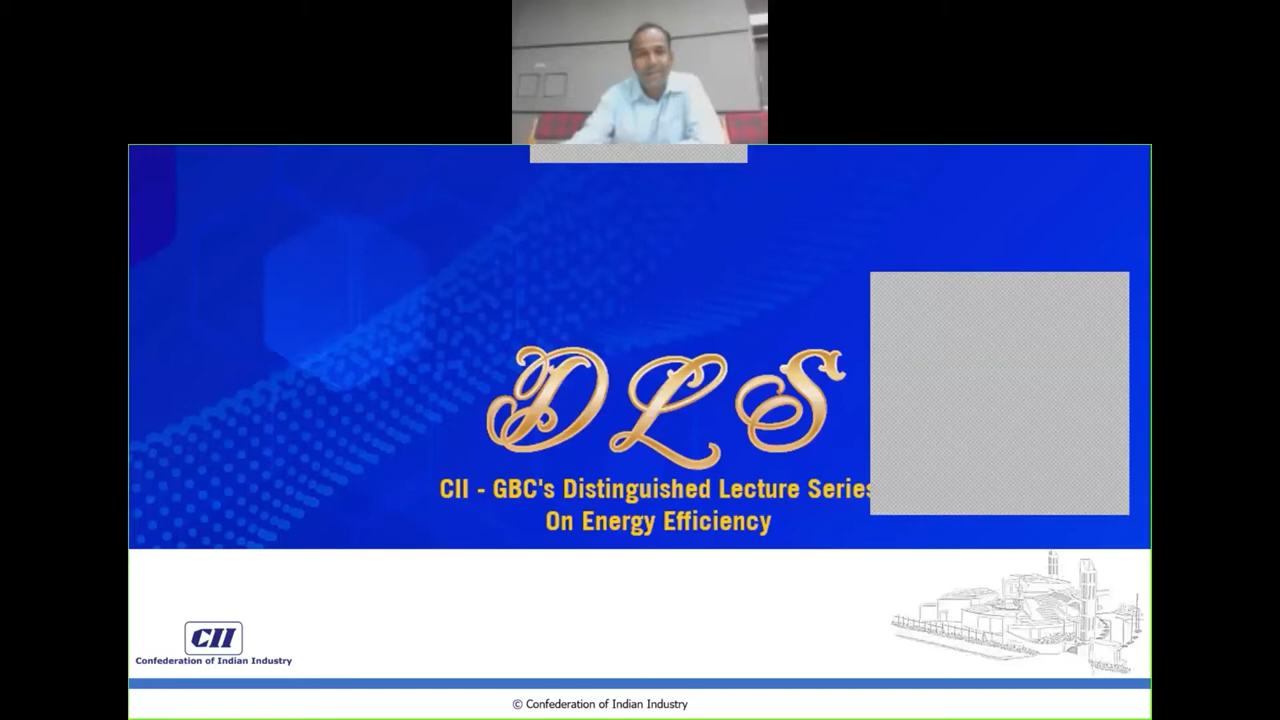 DLS
CII - GBC's Distinguished Lecture Series
On Energy Efficiency
CII
Confederation of Indian Industry
© Confederation of Indian Industry